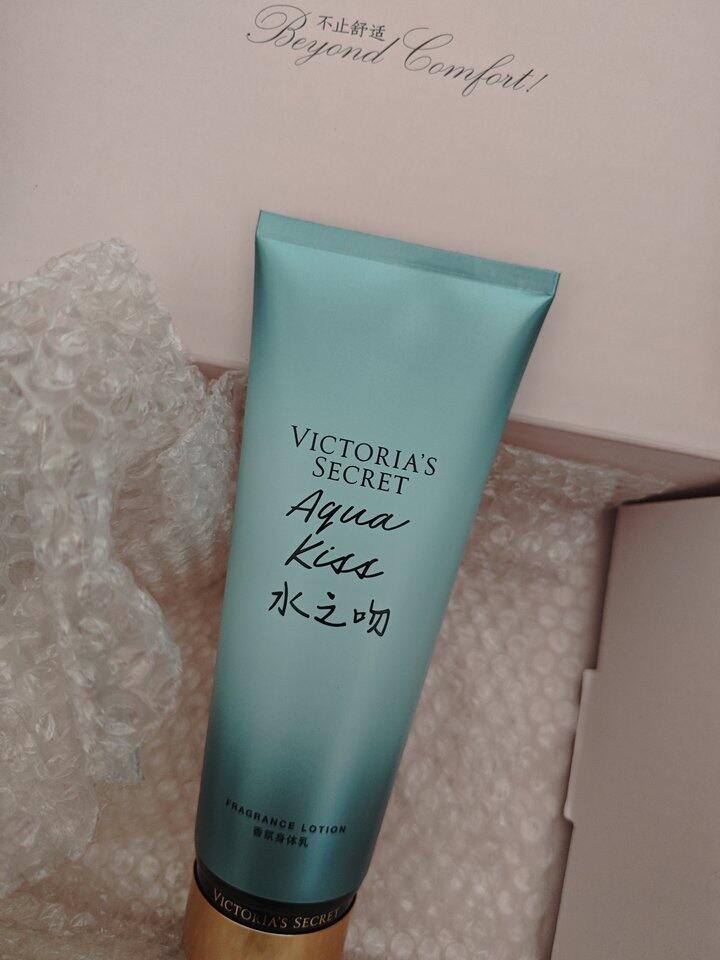 不止舒适
Beyond Comfort!
VICTORIA'S
SECRET
Aqua
Kiss
水之吻
FRAGRANCE LOTION
香氛身体乳
VICTORIA'S SECRET